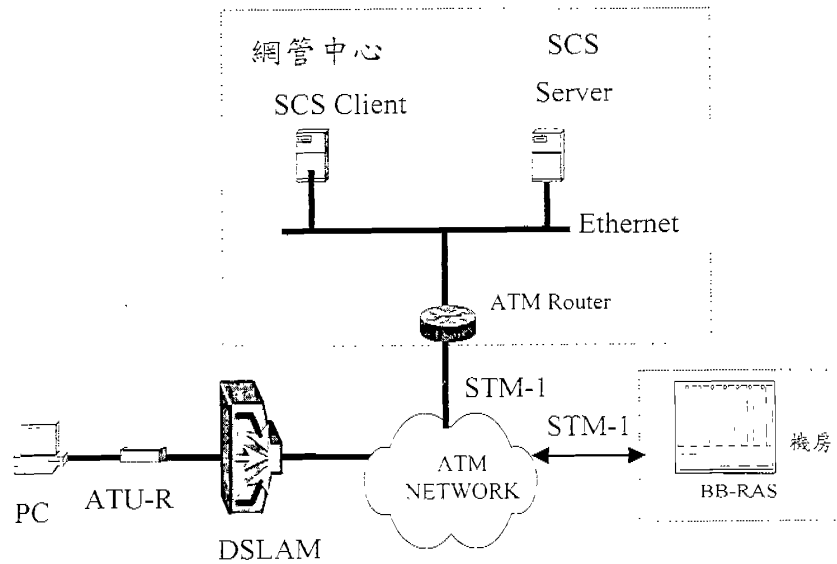 網管中心
SCS
Server
SCS Client
Ethernet
ATM Router
STM-1
STM-1
機房
ATM
NETWORK
BB-RAS
PC
ATU-R
DSLAM